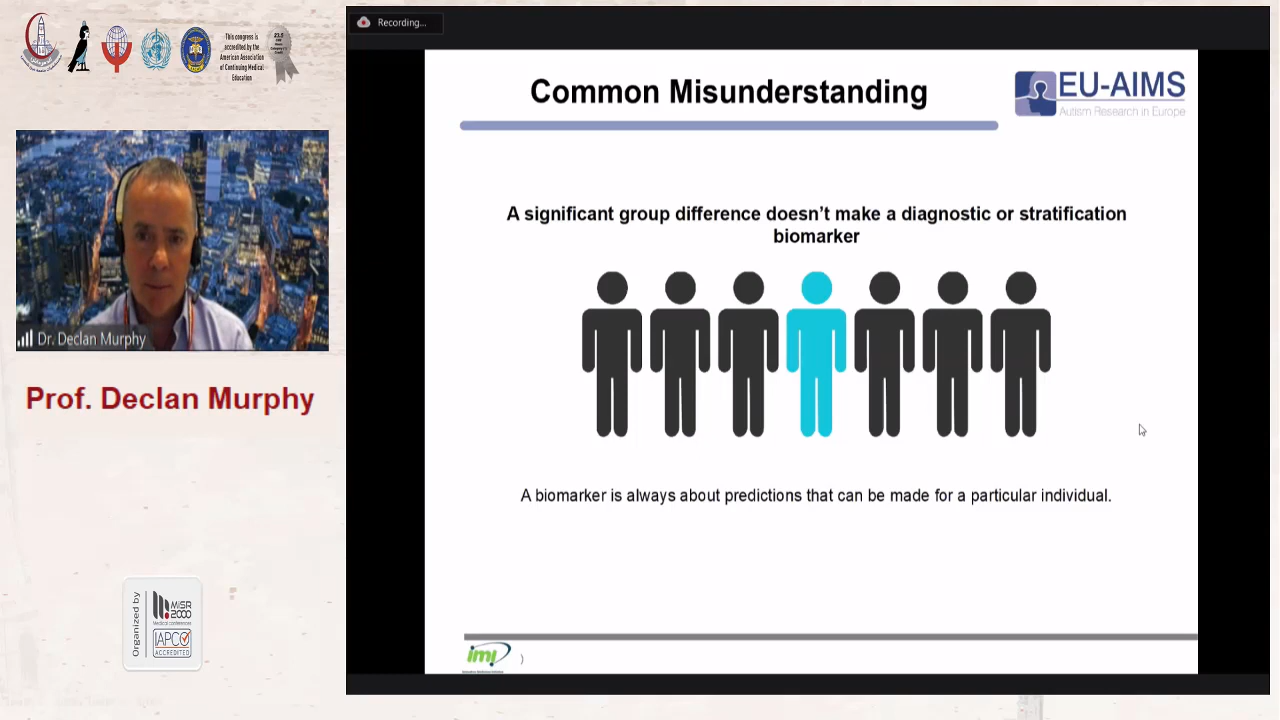 This congress is
accredited by the
American Association
of Continuing Medical
Education
Recording...
Common Misunderstanding
EU-AIMS
Autism Research in Europe
A significant group difference doesn't make a diagnostic or stratification
biomarker
A biomarker is always about predictions that can be made for a particular individual.
imi
)
Dr. Declan Murphy
Prof. Declan Murphy
Organized by
MISR
2000
Medical conferences
IAPCO
ACCREDITED